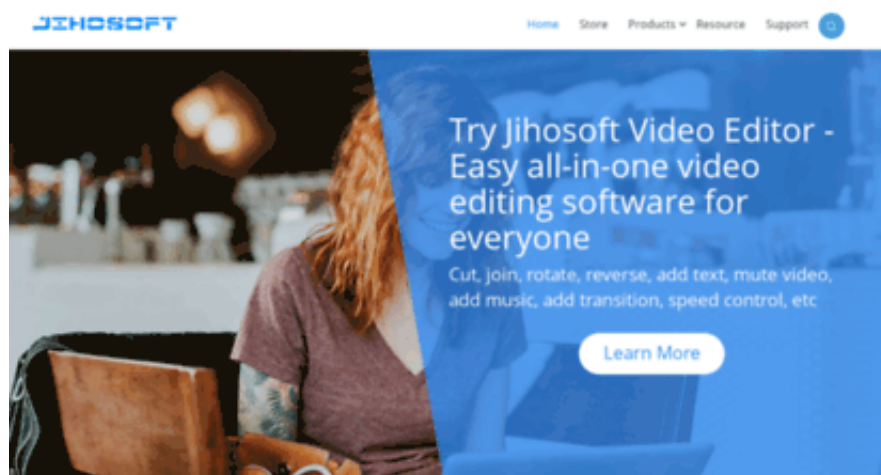 JIHOSOFT
Home Store Products Resource Support
Try Jihosoft Video Editor -
Easy all-in-one video
editing software for
everyone
Cut, join, rotate, reverse, add text, mute video,
add music, add transition, speed control, etc
Learn More